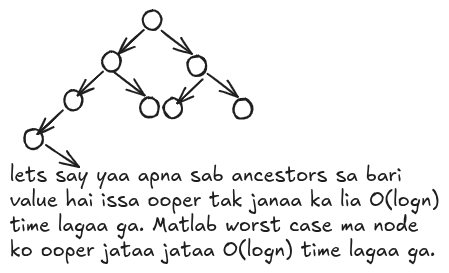 lets say yaa apna sab ancestors sa bari
value hai issa ooper tak janaa ka lia O(logn)
time lagaa ga. Matlab worst case ma node
ko ooper jataa jataa O(logn) time lagaa ga.